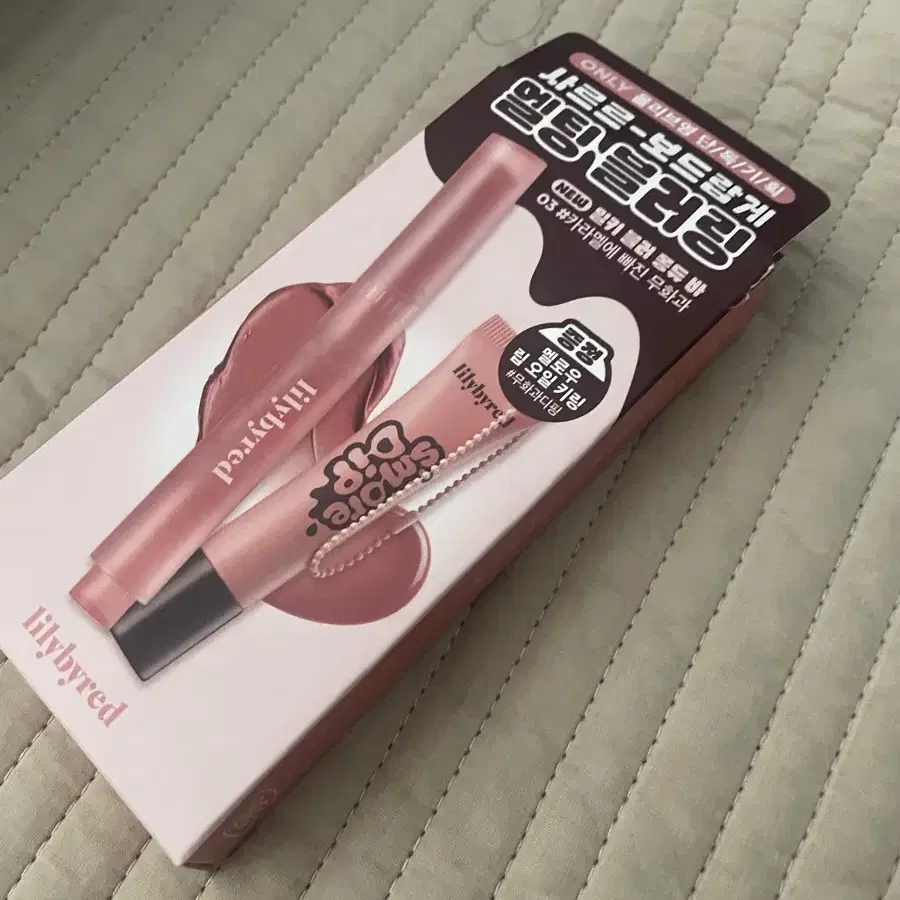 ONLY 올리브영 단/독/기/획
사르르-보드랍게
멜팅·블러링
NEW 밀키 블러 퐁듀 바
03 #카라멜에 빠진 무화과
증정
멜로우
립 오일 키링
#무화과디핑
lilybyred
lilybyred
s'more
Dip
lilybyred